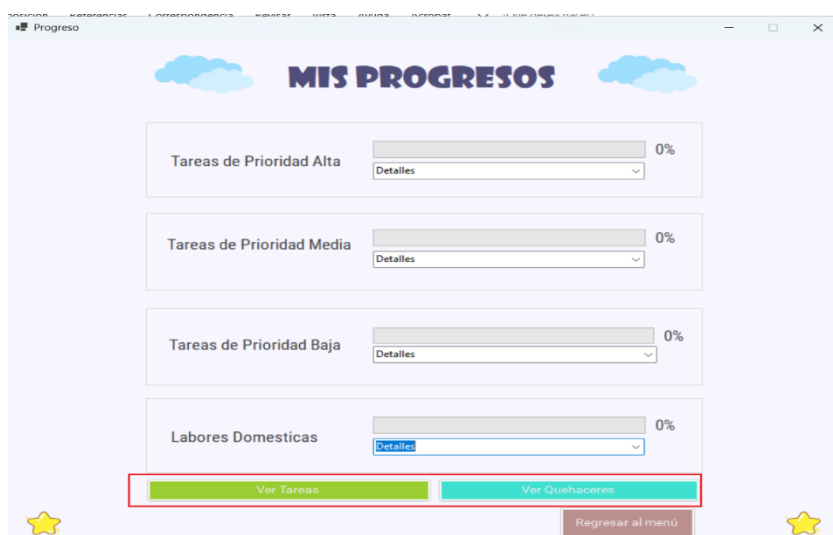 Progreso
MIS PROGRESOS
0%
Tareas de Prioridad Alta
Detalles
0%
Tareas de Prioridad Media
Detalles
0%
Tareas de Prioridad Baja
Detalles
0%
Labores Domesticas
Detalles
Ver Tareas Ver Quehaceres
Regresar al menú